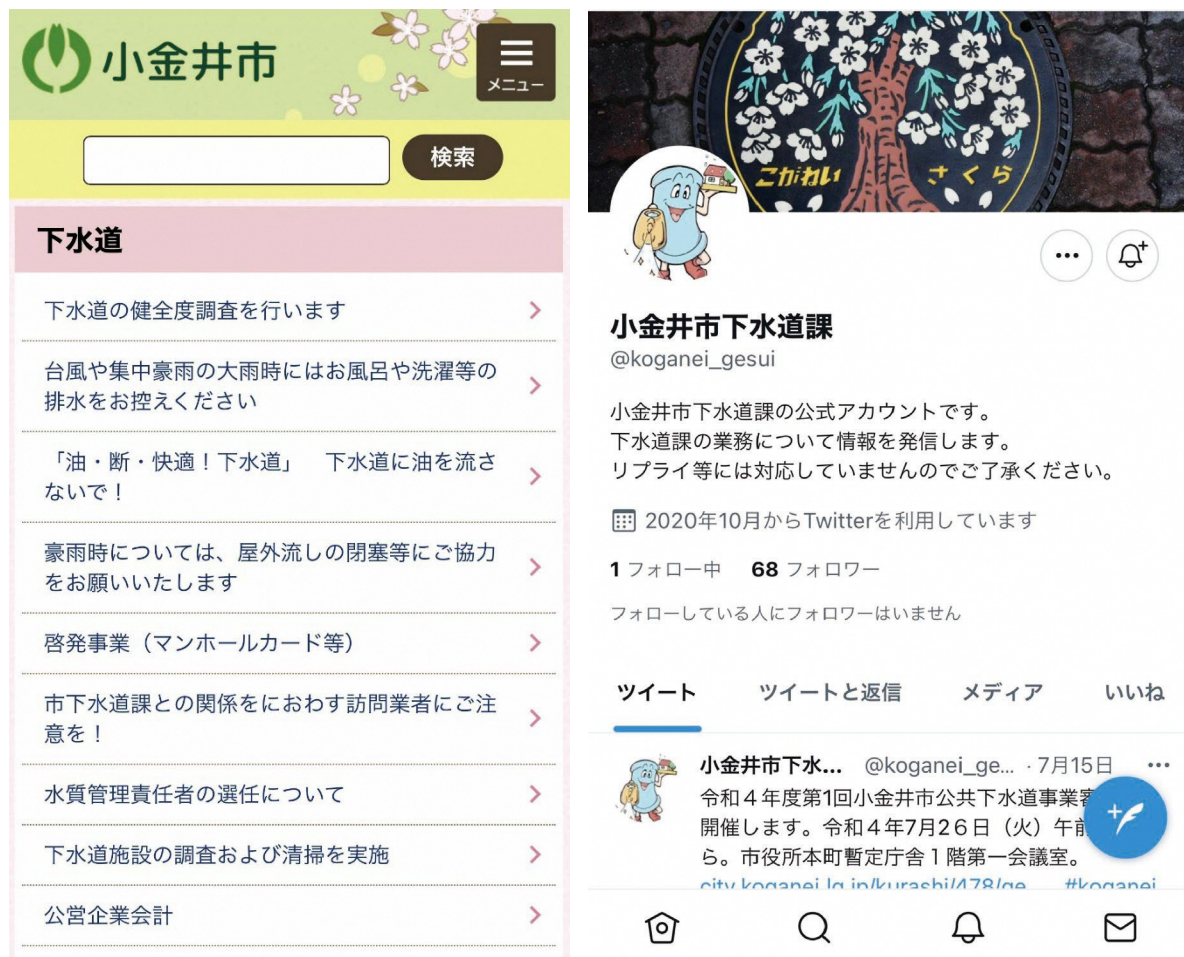 小金井市
メニュー
検索
下水道
下水道の健全度調査を行います
台風や集中豪雨の大雨時にはお風呂や洗濯等の
排水をお控えください
「油・断・快適！下水道」　下水道に油を流さ
ないで！
豪雨時については、屋外流しの閉塞等にご協力
をお願いいたします
啓発事業（マンホールカード等）
市下水道課との関係をにおわす訪問業者にご注
意を！
水質管理責任者の選任について
下水道施設の調査および清掃を実施
公営企業会計
こがねい さくら
小金井市下水道課
@koganei_gesui
小金井市下水道課の公式アカウントです。
下水道課の業務について情報を発信します。
リプライ等には対応していませんのでご了承ください。
2020年10月からTwitterを利用しています
1 フォロー中 68 フォロワー
フォローしている人にフォロワーはいません
ツイート ツイートと返信 メディア いいね
小金井市下水... @koganei_ge... · 7月15日
令和４年度第1回小金井市公共下水道事業審
開催します。令和４年7月２６日（火）午前
ら。市役所本町暫定庁舎１階第一会議室。
city.koganei.lg.jp/kurashi/478/ge... #koganei